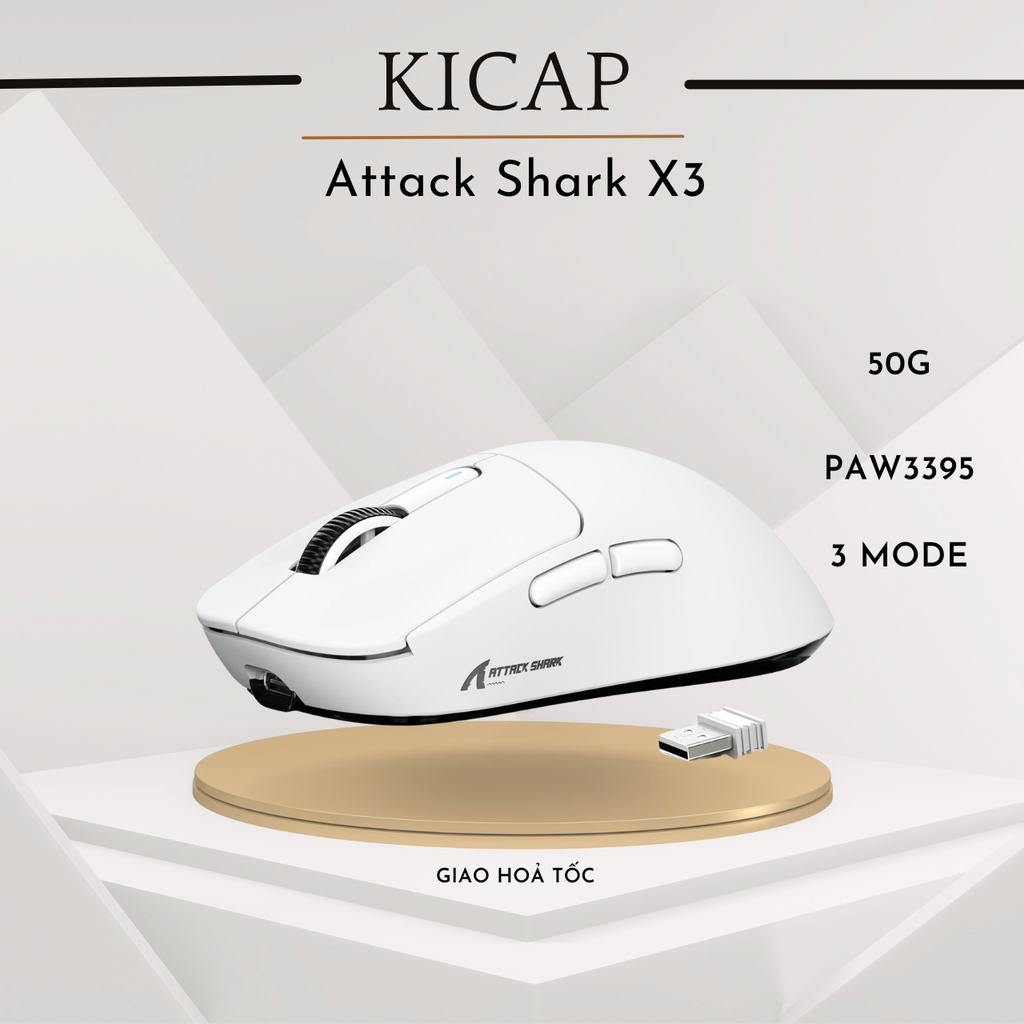 KICAP
Attack Shark X3
50G
PAW3395
3 MODE
ATTACK SHARK
GIAO HOẢ TỐC